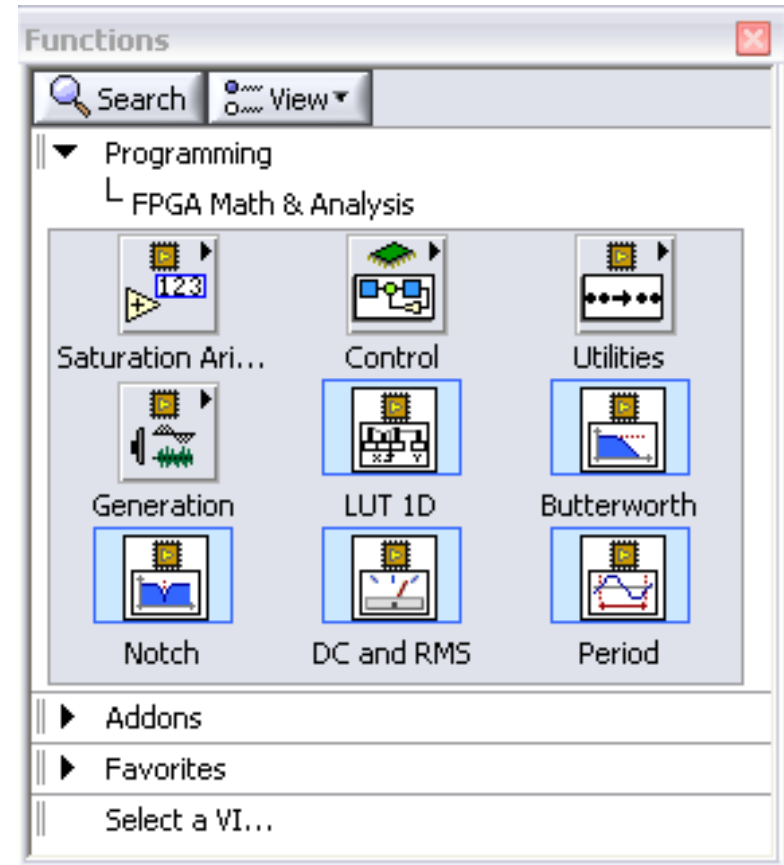 Functions
Search View
Programming
FPGA Math & Analysis
123
Saturation Ari... Control Utilities
Generation LUT 1D Butterworth
Notch DC and RMS Period
Addons
Favorites
Select a VI...